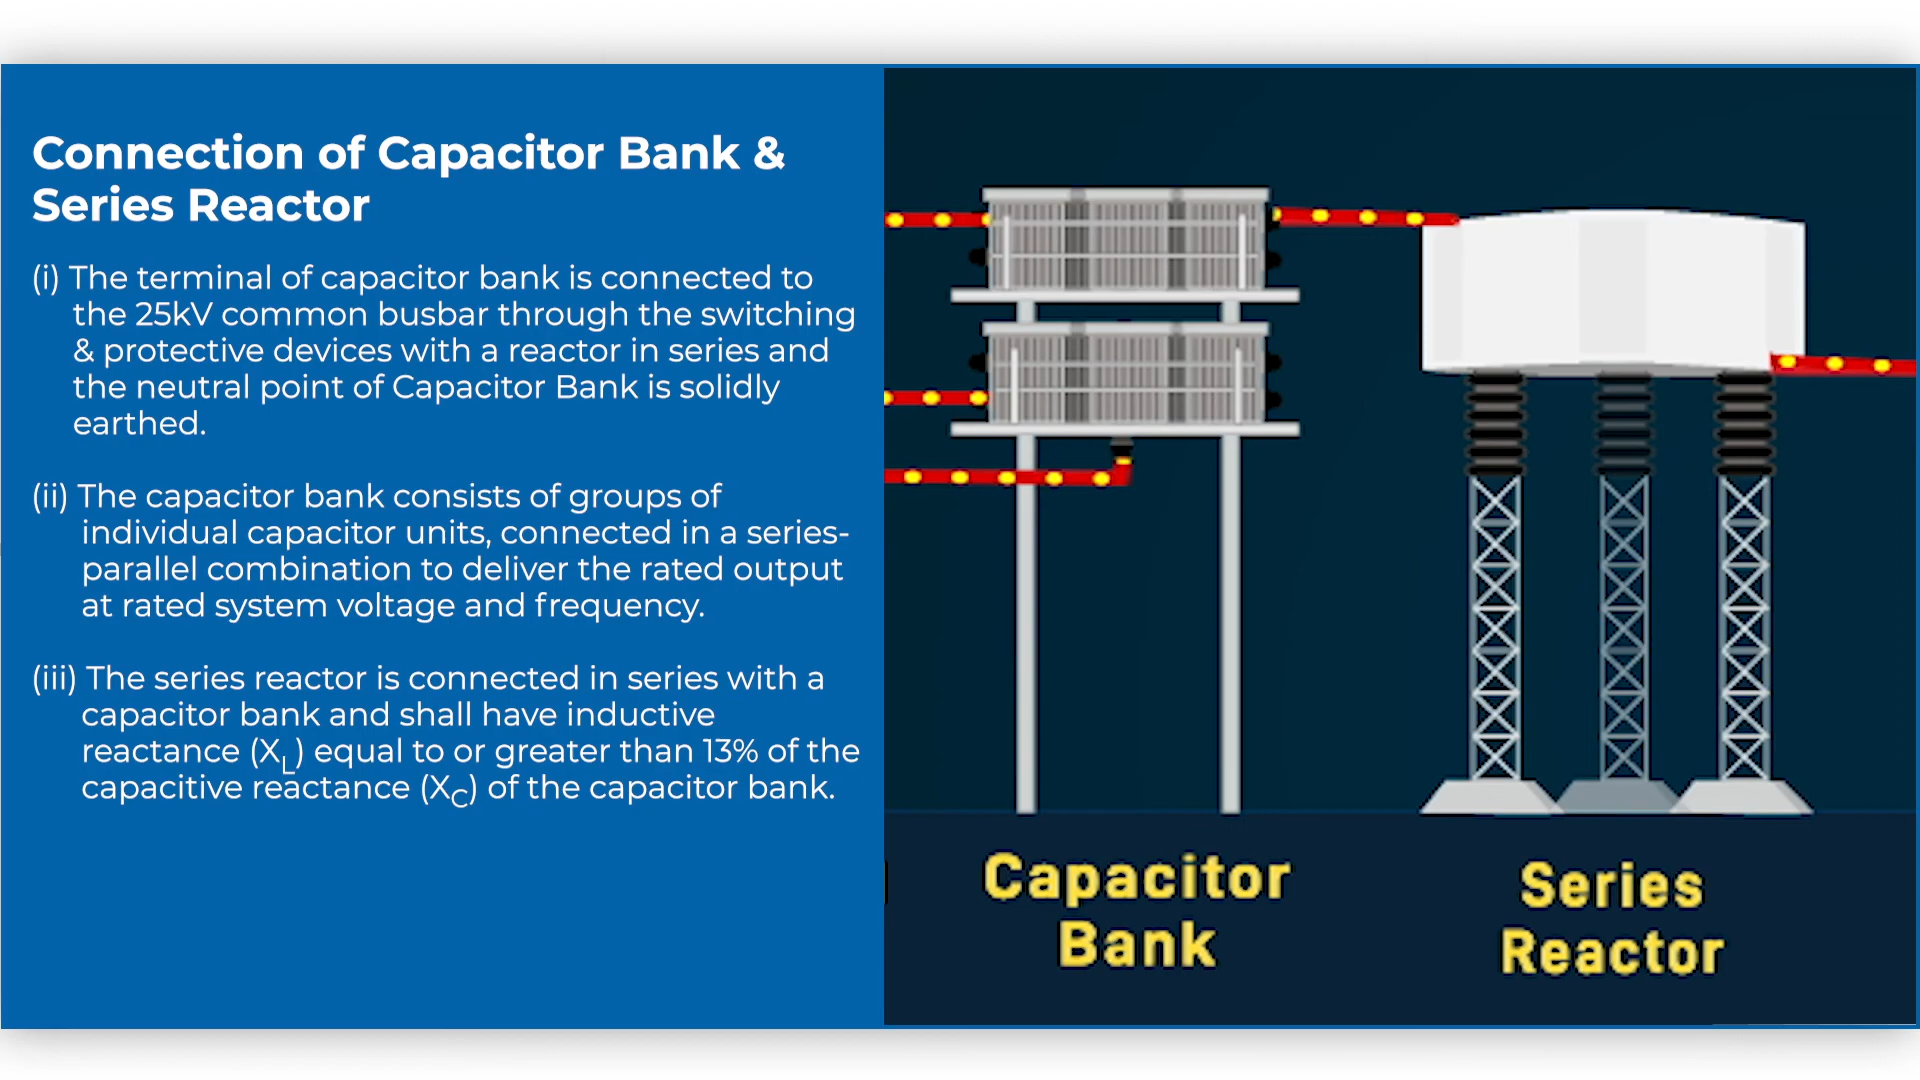 Connection of Capacitor Bank &
Series Reactor
(i) The terminal of capacitor bank is connected to
the 25kV common busbar through the switching
& protective devices with a reactor in series and
the neutral point of Capacitor Bank is solidly
earthed.
(ii) The capacitor bank consists of groups of
individual capacitor units, connected in a series-
parallel combination to deliver the rated output
at rated system voltage and frequency.
(iii) The series reactor is connected in series with a
capacitor bank and shall have inductive
reactance (X_L) equal to or greater than 13% of the
capacitive reactance (X_C) of the capacitor bank.
Capacitor
Bank
Series
Reactor